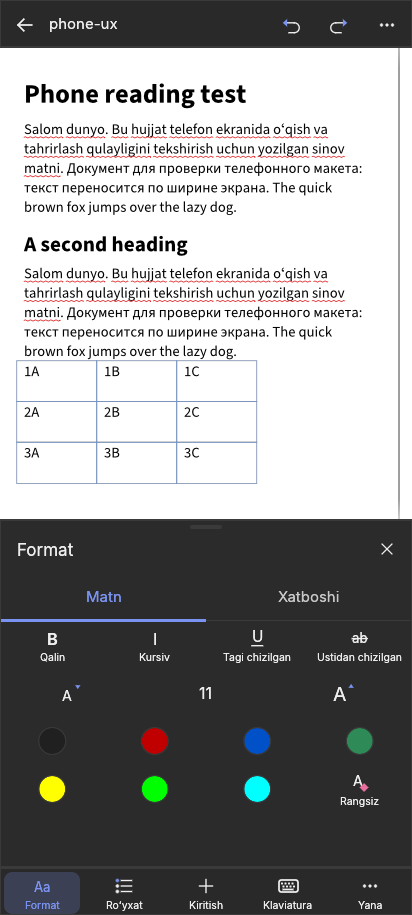 phone-ux
Phone reading test
Salom dunyo. Bu hujjat telefon ekranida oʻqish va
tahrirlash qulayligini tekshirish uchun yozilgan sinov
matni. Документ для проверки телефонного макета:
текст переносится по ширине экрана. The quick
brown fox jumps over the lazy dog.
A second heading
Salom dunyo. Bu hujjat telefon ekranida oʻqish va
tahrirlash qulayligini tekshirish uchun yozilgan sinov
matni. Документ для проверки телефонного макета:
текст переносится по ширине экрана. The quick
brown fox jumps over the lazy dog.
1A 1B 1C
2A 2B 2C
3A 3B 3C
Format
Matn Xatboshi
B I U ab
Qalin Kursiv Tagi chizilgan Ustidan chizilgan
A 11 A
A
Rangsiz
Aa
Format Roʻyxat Kiritish Klaviatura Yana